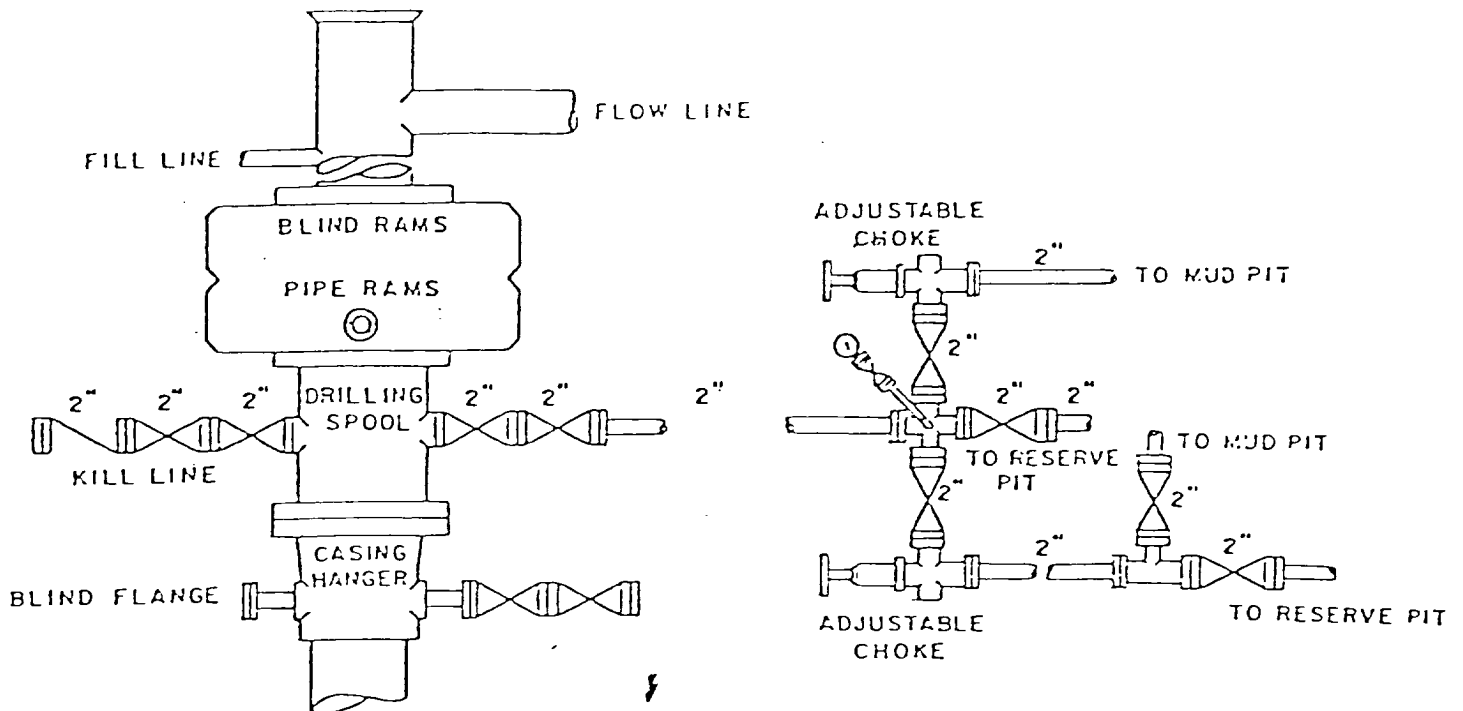 FLOW LINE
FILL LINE
BLIND RAMS
PIPE RAMS
DRILLING
SPOOL
2" 2" 2"
2" 2" 2"
KILL LINE
CASING
HANGER
BLIND FLANGE
ADJUSTABLE
CHOKE
2"
TO MUD PIT
2"
2" 2"
TO RESERVE
PIT
TO MUD PIT
2"
2"
2"
2"
TO RESERVE PIT
ADJUSTABLE
CHOKE